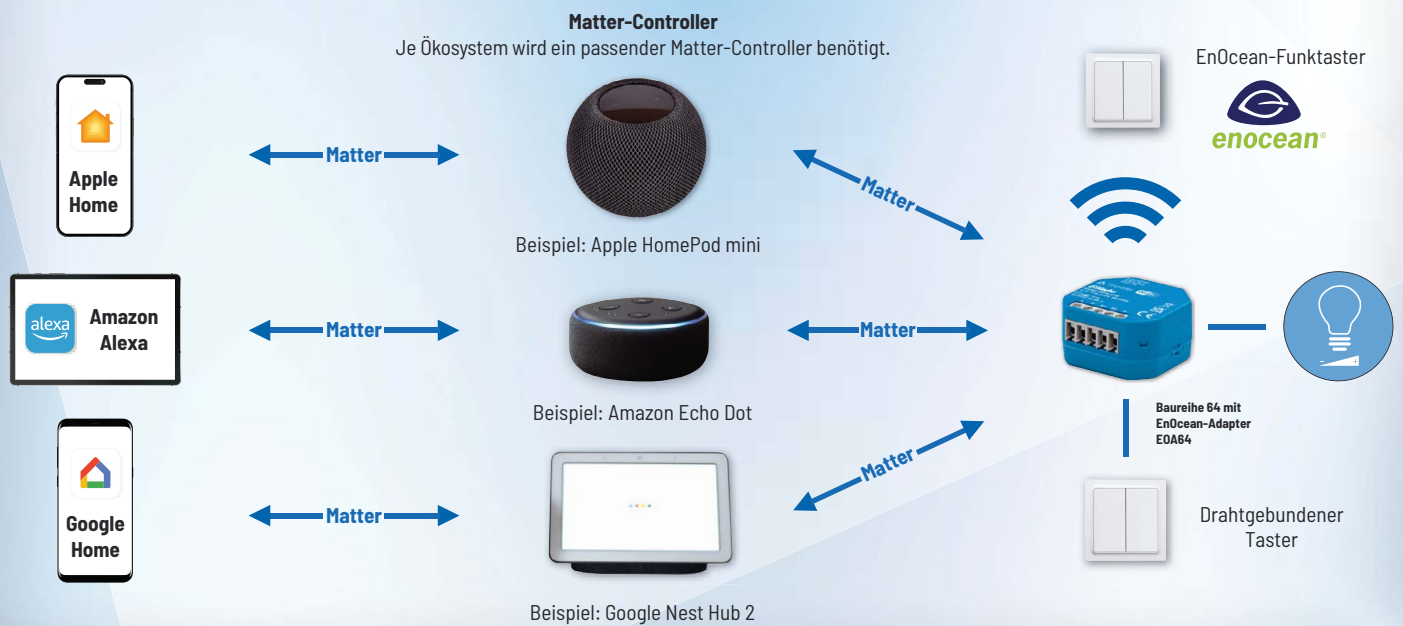 Matter-Controller
Je Ökosystem wird ein passender Matter-Controller benötigt.
Apple
Home
Matter
Beispiel: Apple HomePod mini
Matter
EnOcean-Funktaster
enocean®
alexa
Amazon
Alexa
Matter
Beispiel: Amazon Echo Dot
Matter
Baureihe 64 mit
EnOcean-Adapter
EOA64
Google
Home
Matter
Beispiel: Google Nest Hub 2
Matter
Drahtgebundener
Taster
- +